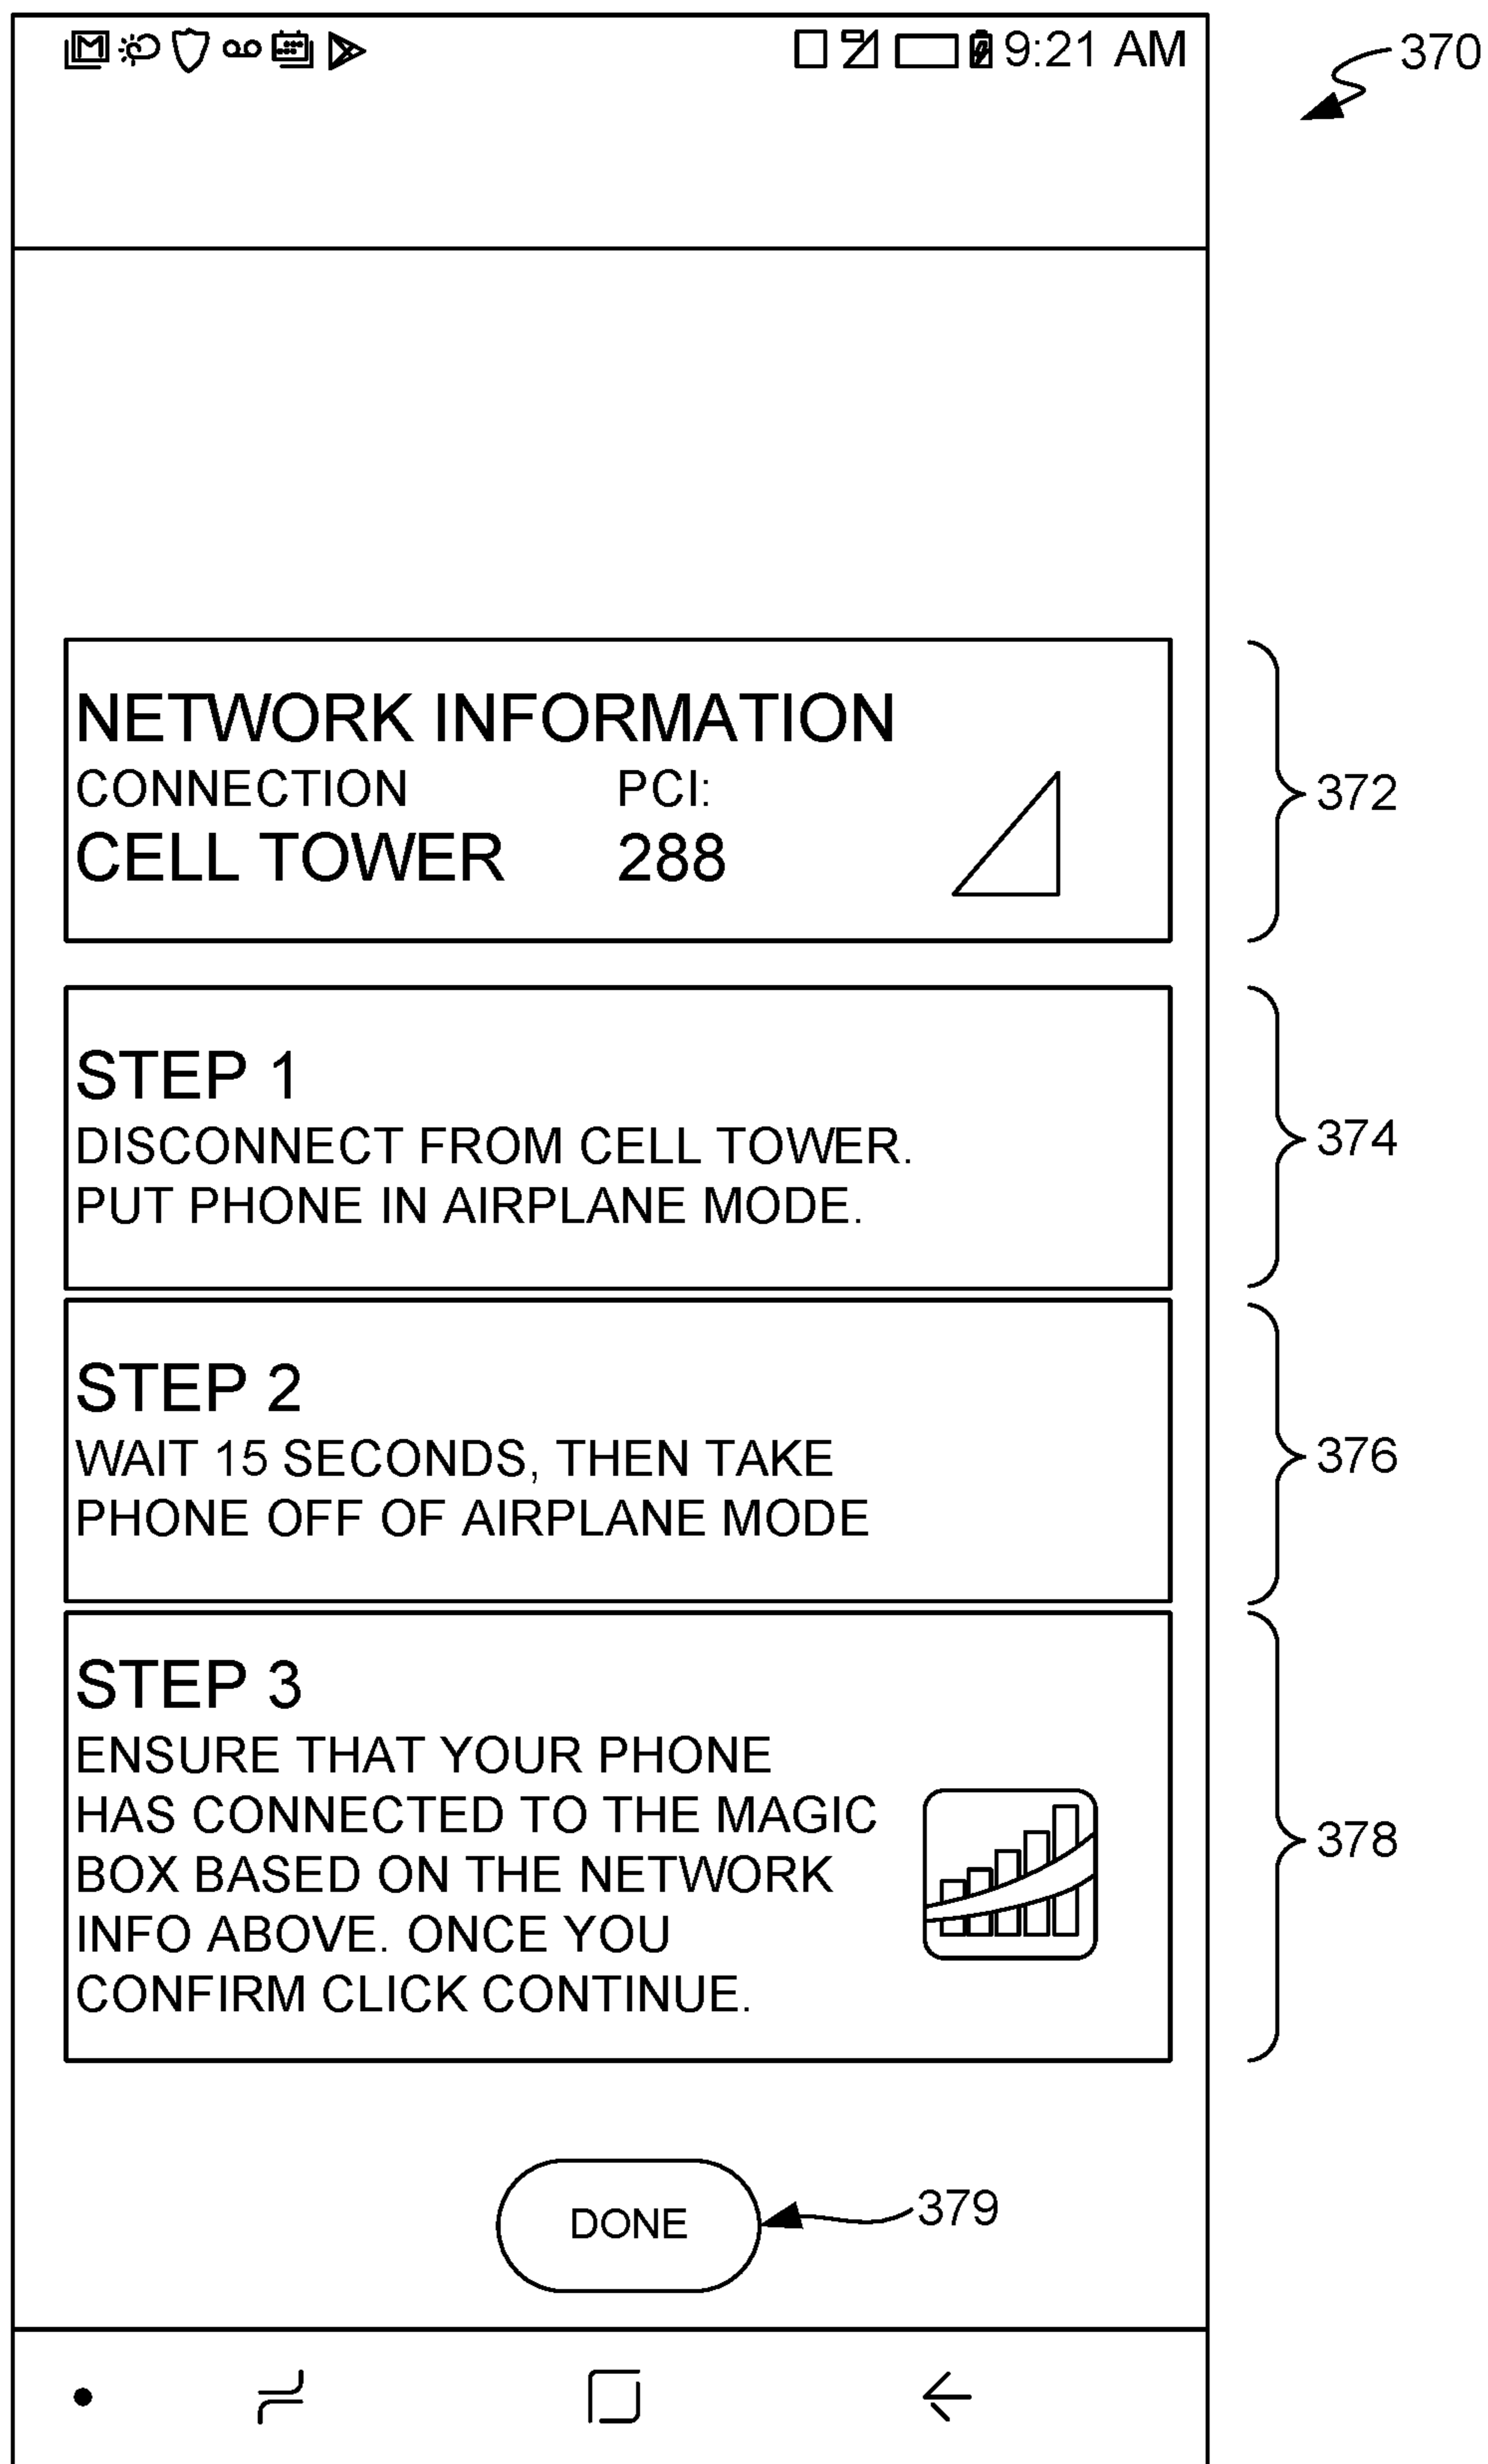 9:21 AM
370
NETWORK INFORMATION
CONNECTION PCI:
CELL TOWER 288
372
STEP 1
DISCONNECT FROM CELL TOWER.
PUT PHONE IN AIRPLANE MODE.
374
STEP 2
WAIT 15 SECONDS, THEN TAKE
PHONE OFF OF AIRPLANE MODE
376
STEP 3
ENSURE THAT YOUR PHONE
HAS CONNECTED TO THE MAGIC
BOX BASED ON THE NETWORK
INFO ABOVE. ONCE YOU
CONFIRM CLICK CONTINUE.
378
DONE
379